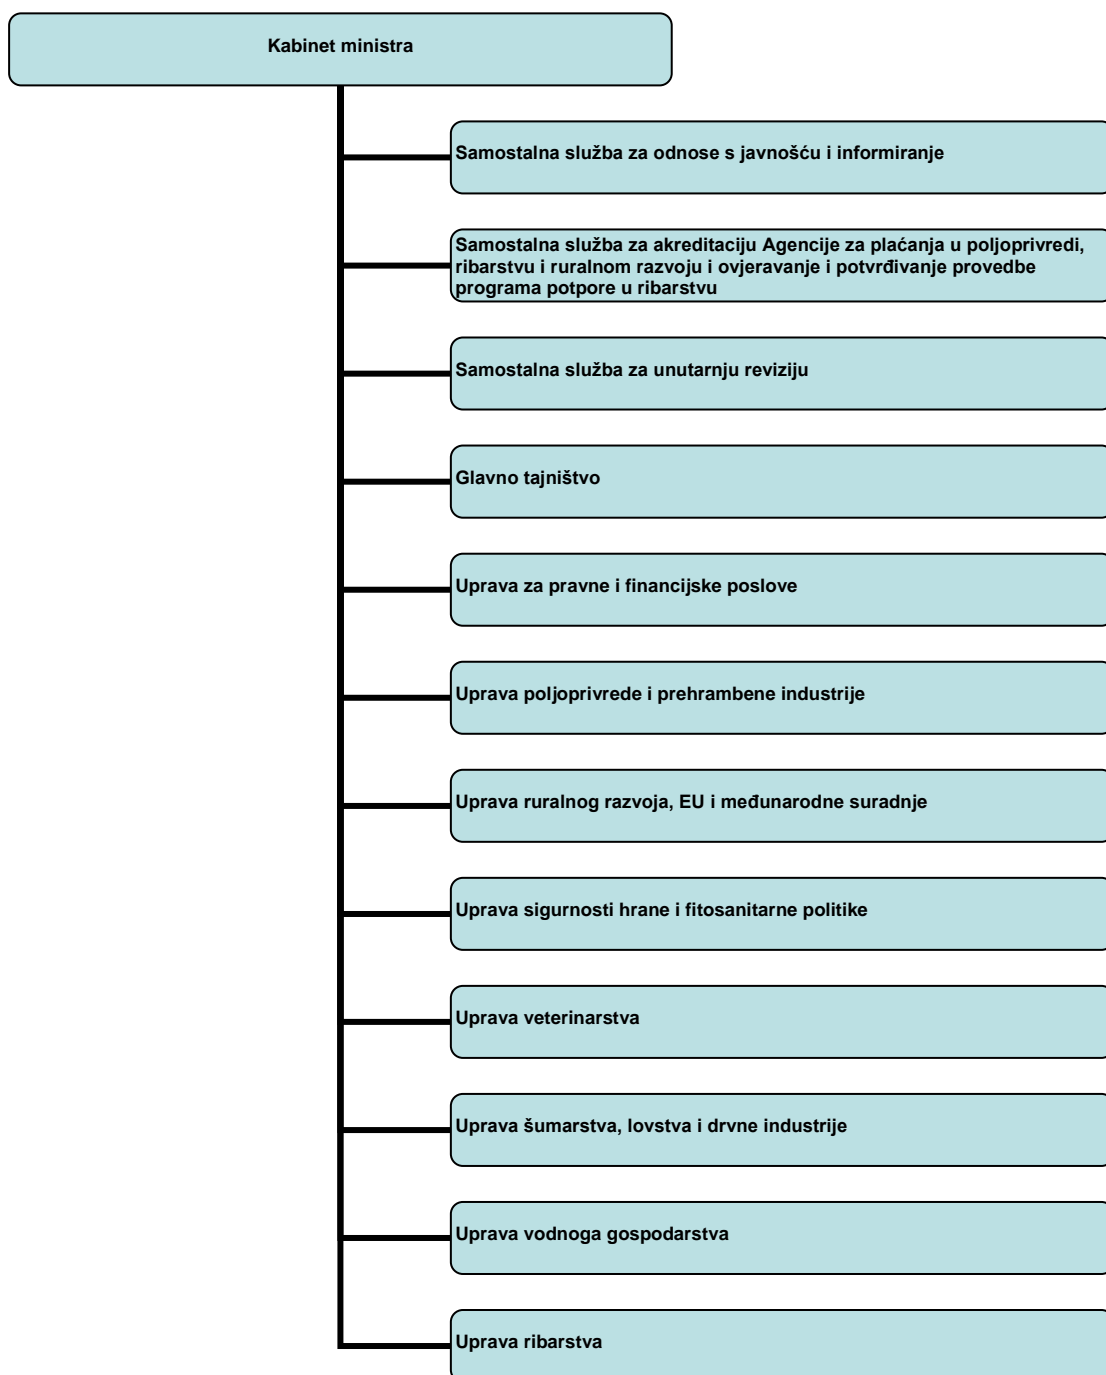 Kabinet ministra
Samostalna služba za odnose s javnošću i informiranje
Samostalna služba za akreditaciju Agencije za plaćanja u poljoprivredi,
ribarstvu i ruralnom razvoju i ovjeravanje i potvrđivanje provedbe
programa potpore u ribarstvu
Samostalna služba za unutarnju reviziju
Glavno tajništvo
Uprava za pravne i financijske poslove
Uprava poljoprivrede i prehrambene industrije
Uprava ruralnog razvoja, EU i međunarodne suradnje
Uprava sigurnosti hrane i fitosanitarne politike
Uprava veterinarstva
Uprava šumarstva, lovstva i drvne industrije
Uprava vodnoga gospodarstva
Uprava ribarstva